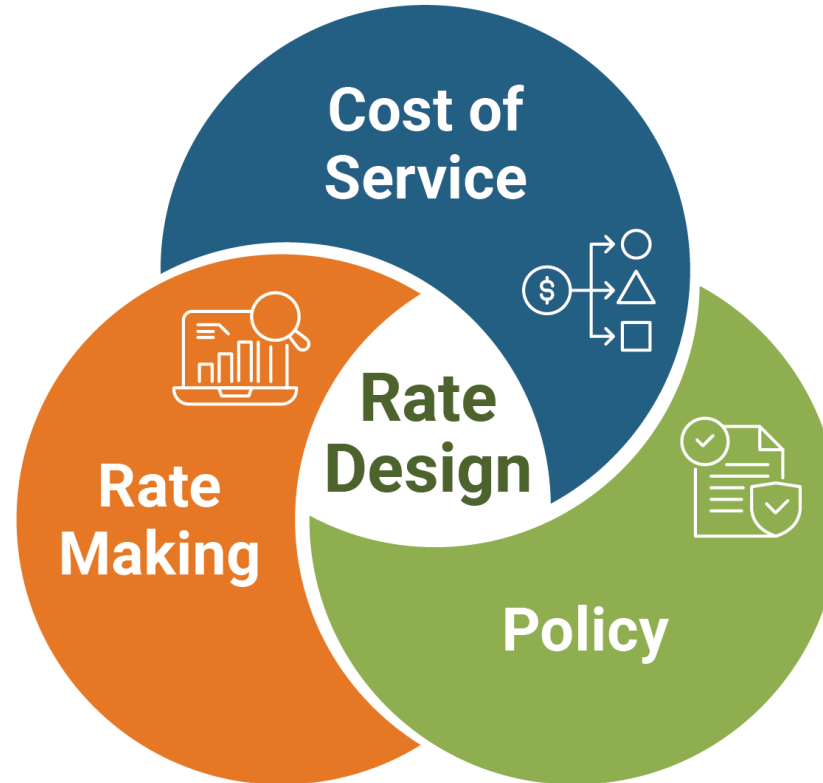 Cost of
Service
$
Rate
Design
Rate
Making
Policy